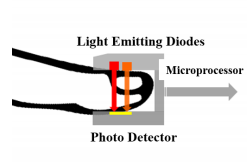 Light Emitting Diodes
Microprocessor
Photo Detector